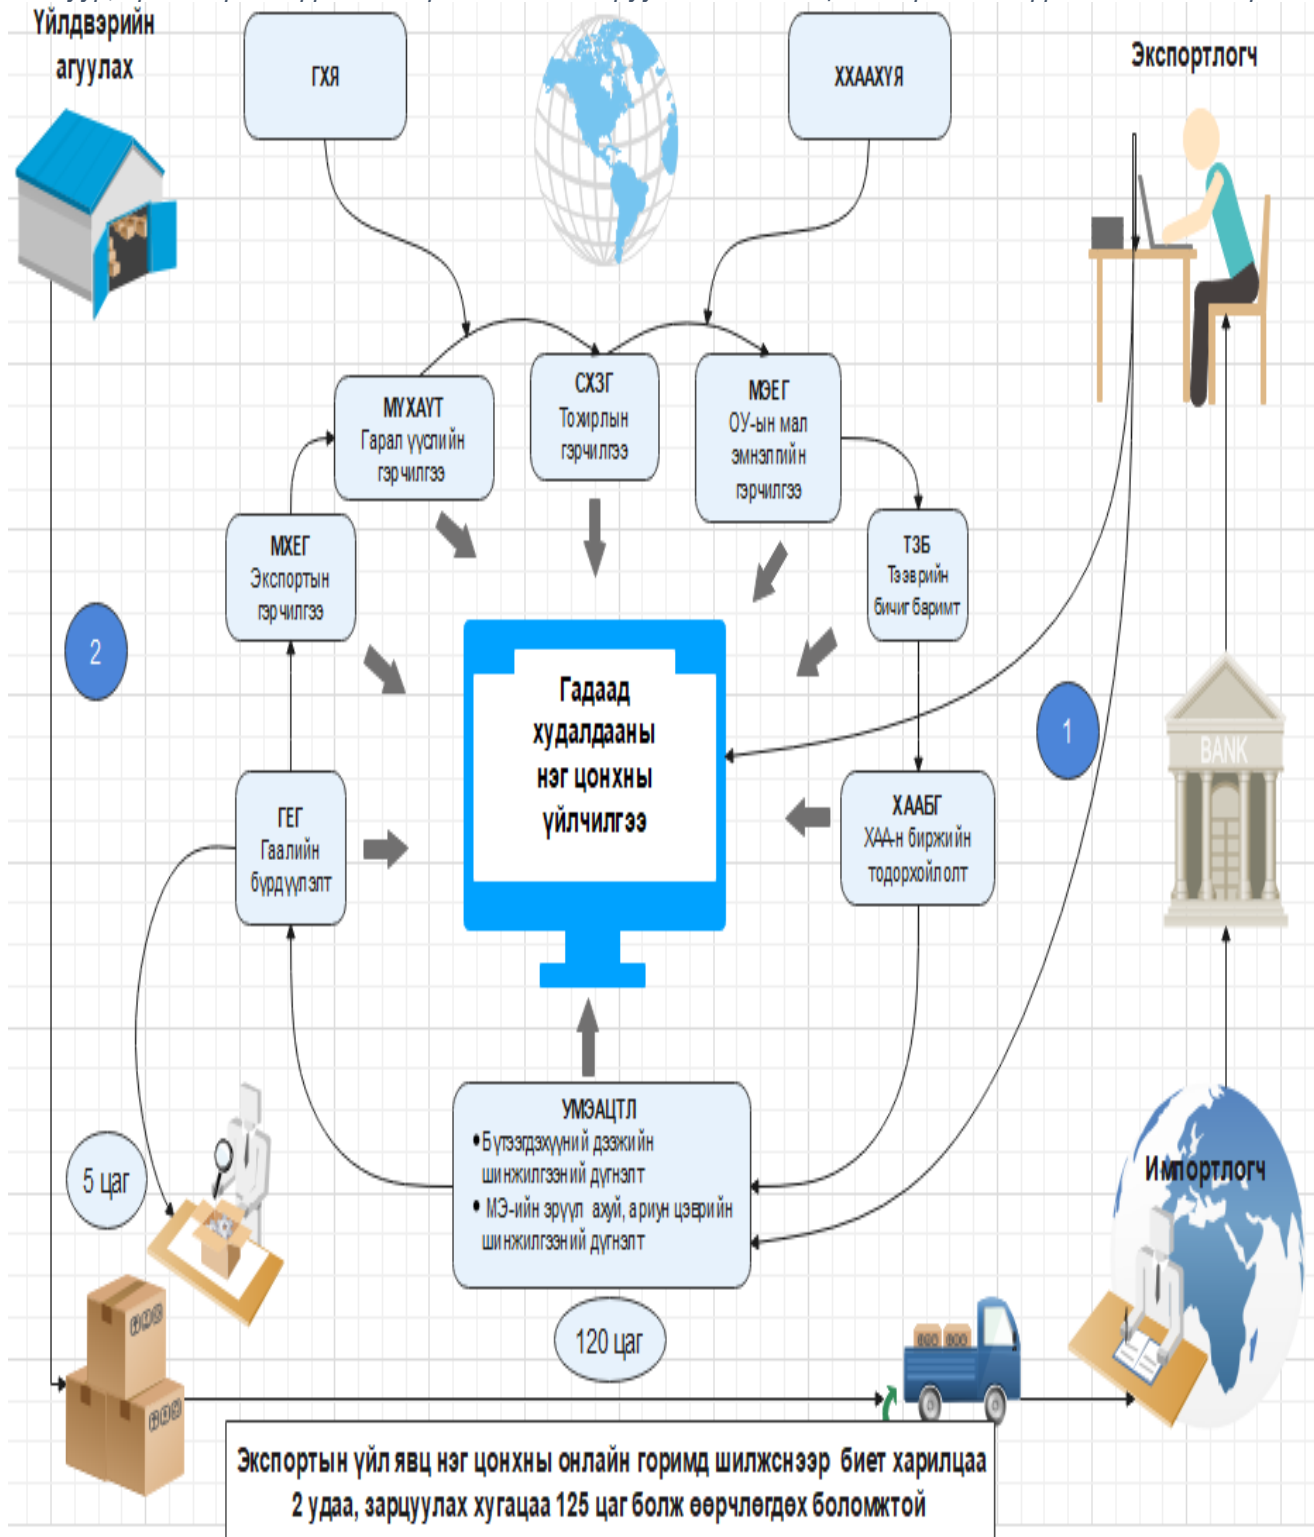 Үйлдвэрийн
агуулах
ГХЯ
ХХААХҮЯ
Экспортлогч
МҮХАҮТ
Гарал үүслийн
гэрчилгээ
СХЗГ
Тохирлын
гэрчилгээ
МЭЕГ
ОУ-ын мал
эмнэлгийн
гэрчилгээ
МХЕГ
Экспортын
гэрчилгээ
ТЗБ
Тээврийн
бичиг баримт
2
Гадаад
худалдааны
нэг цонхны
үйлчилгээ
1
BANK
ГЕГ
Гаалийн
бүрдүүлэлт
ХААБГ
ХАА-н биржийн
тодорхойлолт
УМЭАЦТЛ
• Бүтээгдэхүүний дээжийн
шинжилгээний дүгнэлт
• МЭ-ийн эрүүл ахуй, ариун цэврийн
шинжилгээний дүгнэлт
5 цаг
Импортлогч
120 цаг
Экспортын үйл явц нэг цонхны онлайн горимд шилжснээр биет харилцаа
2 удаа, зарцуулах хугацаа 125 цаг болж өөрчлөгдөх боломжтой